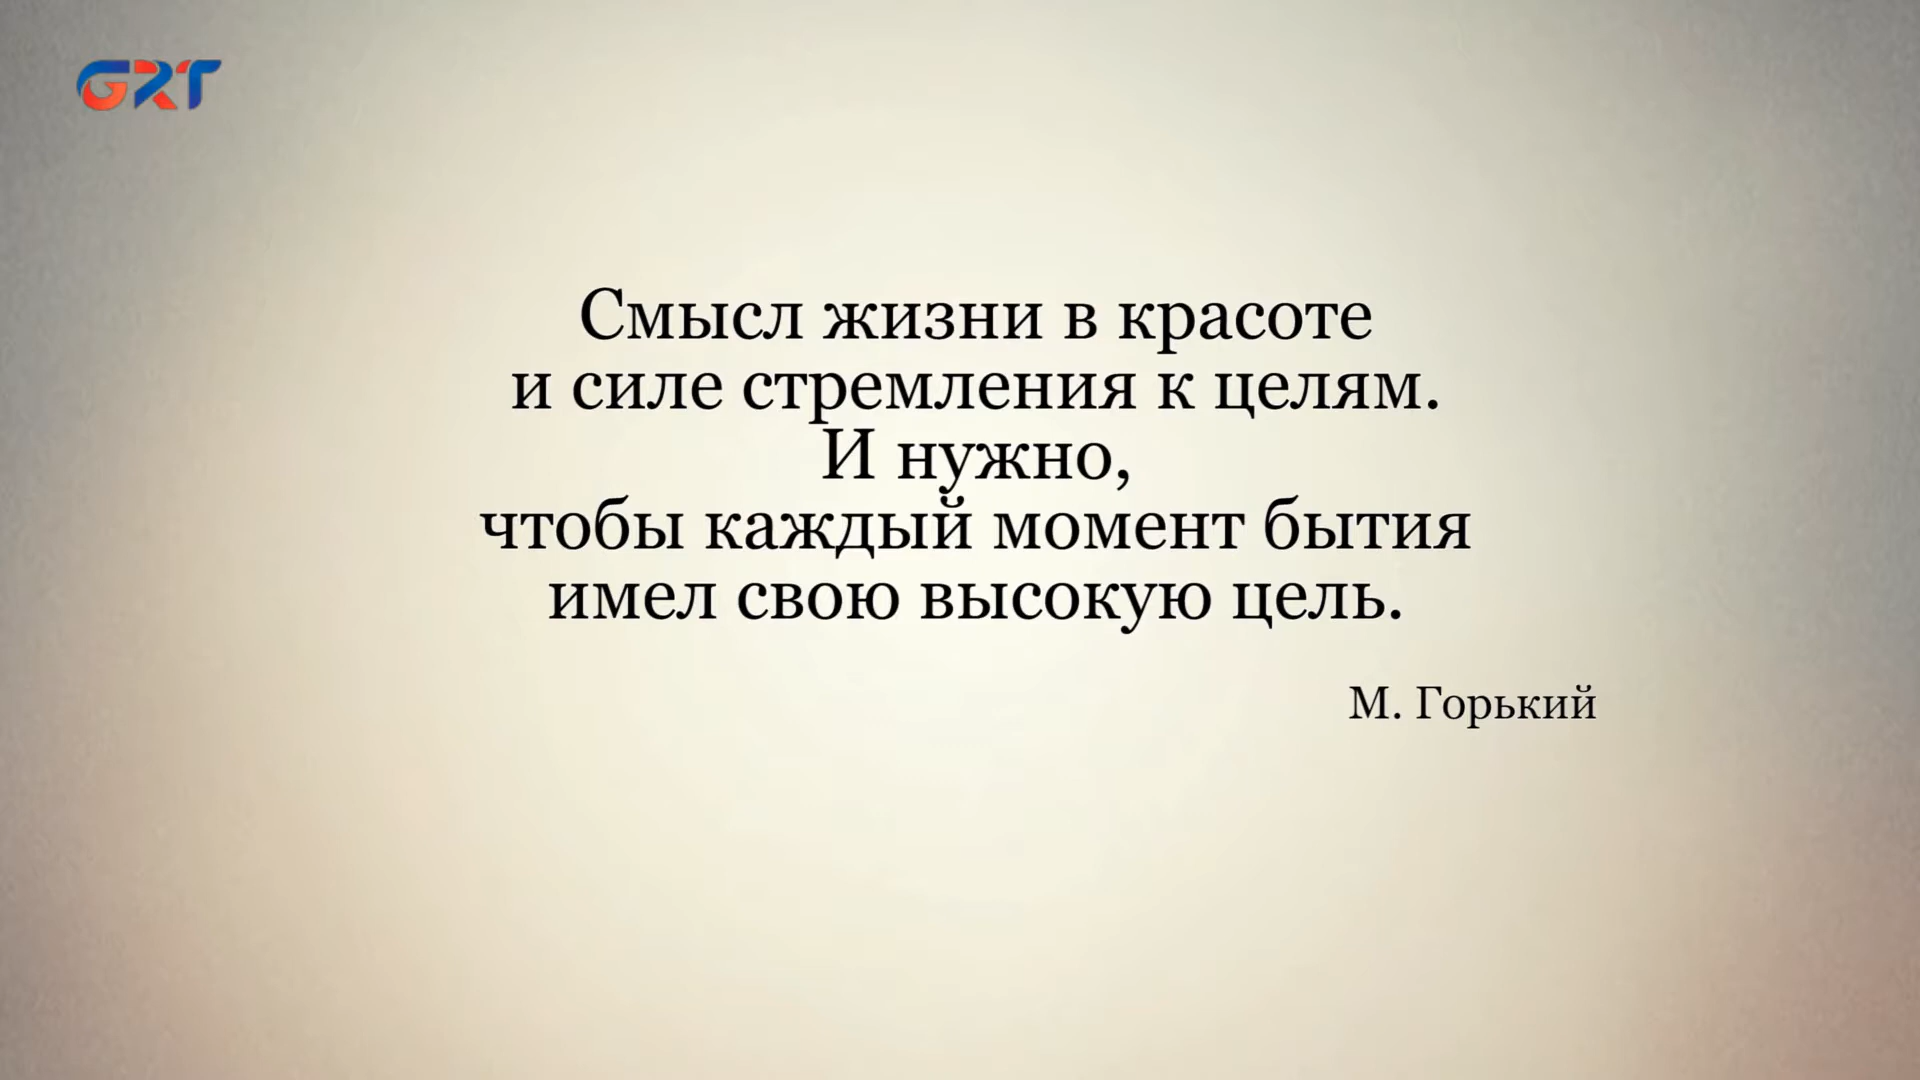 GRT
Смысл жизни в красоте
и силе стремления к целям.
И нужно,
чтобы каждый момент бытия
имел свою высокую цель.
М. Горький